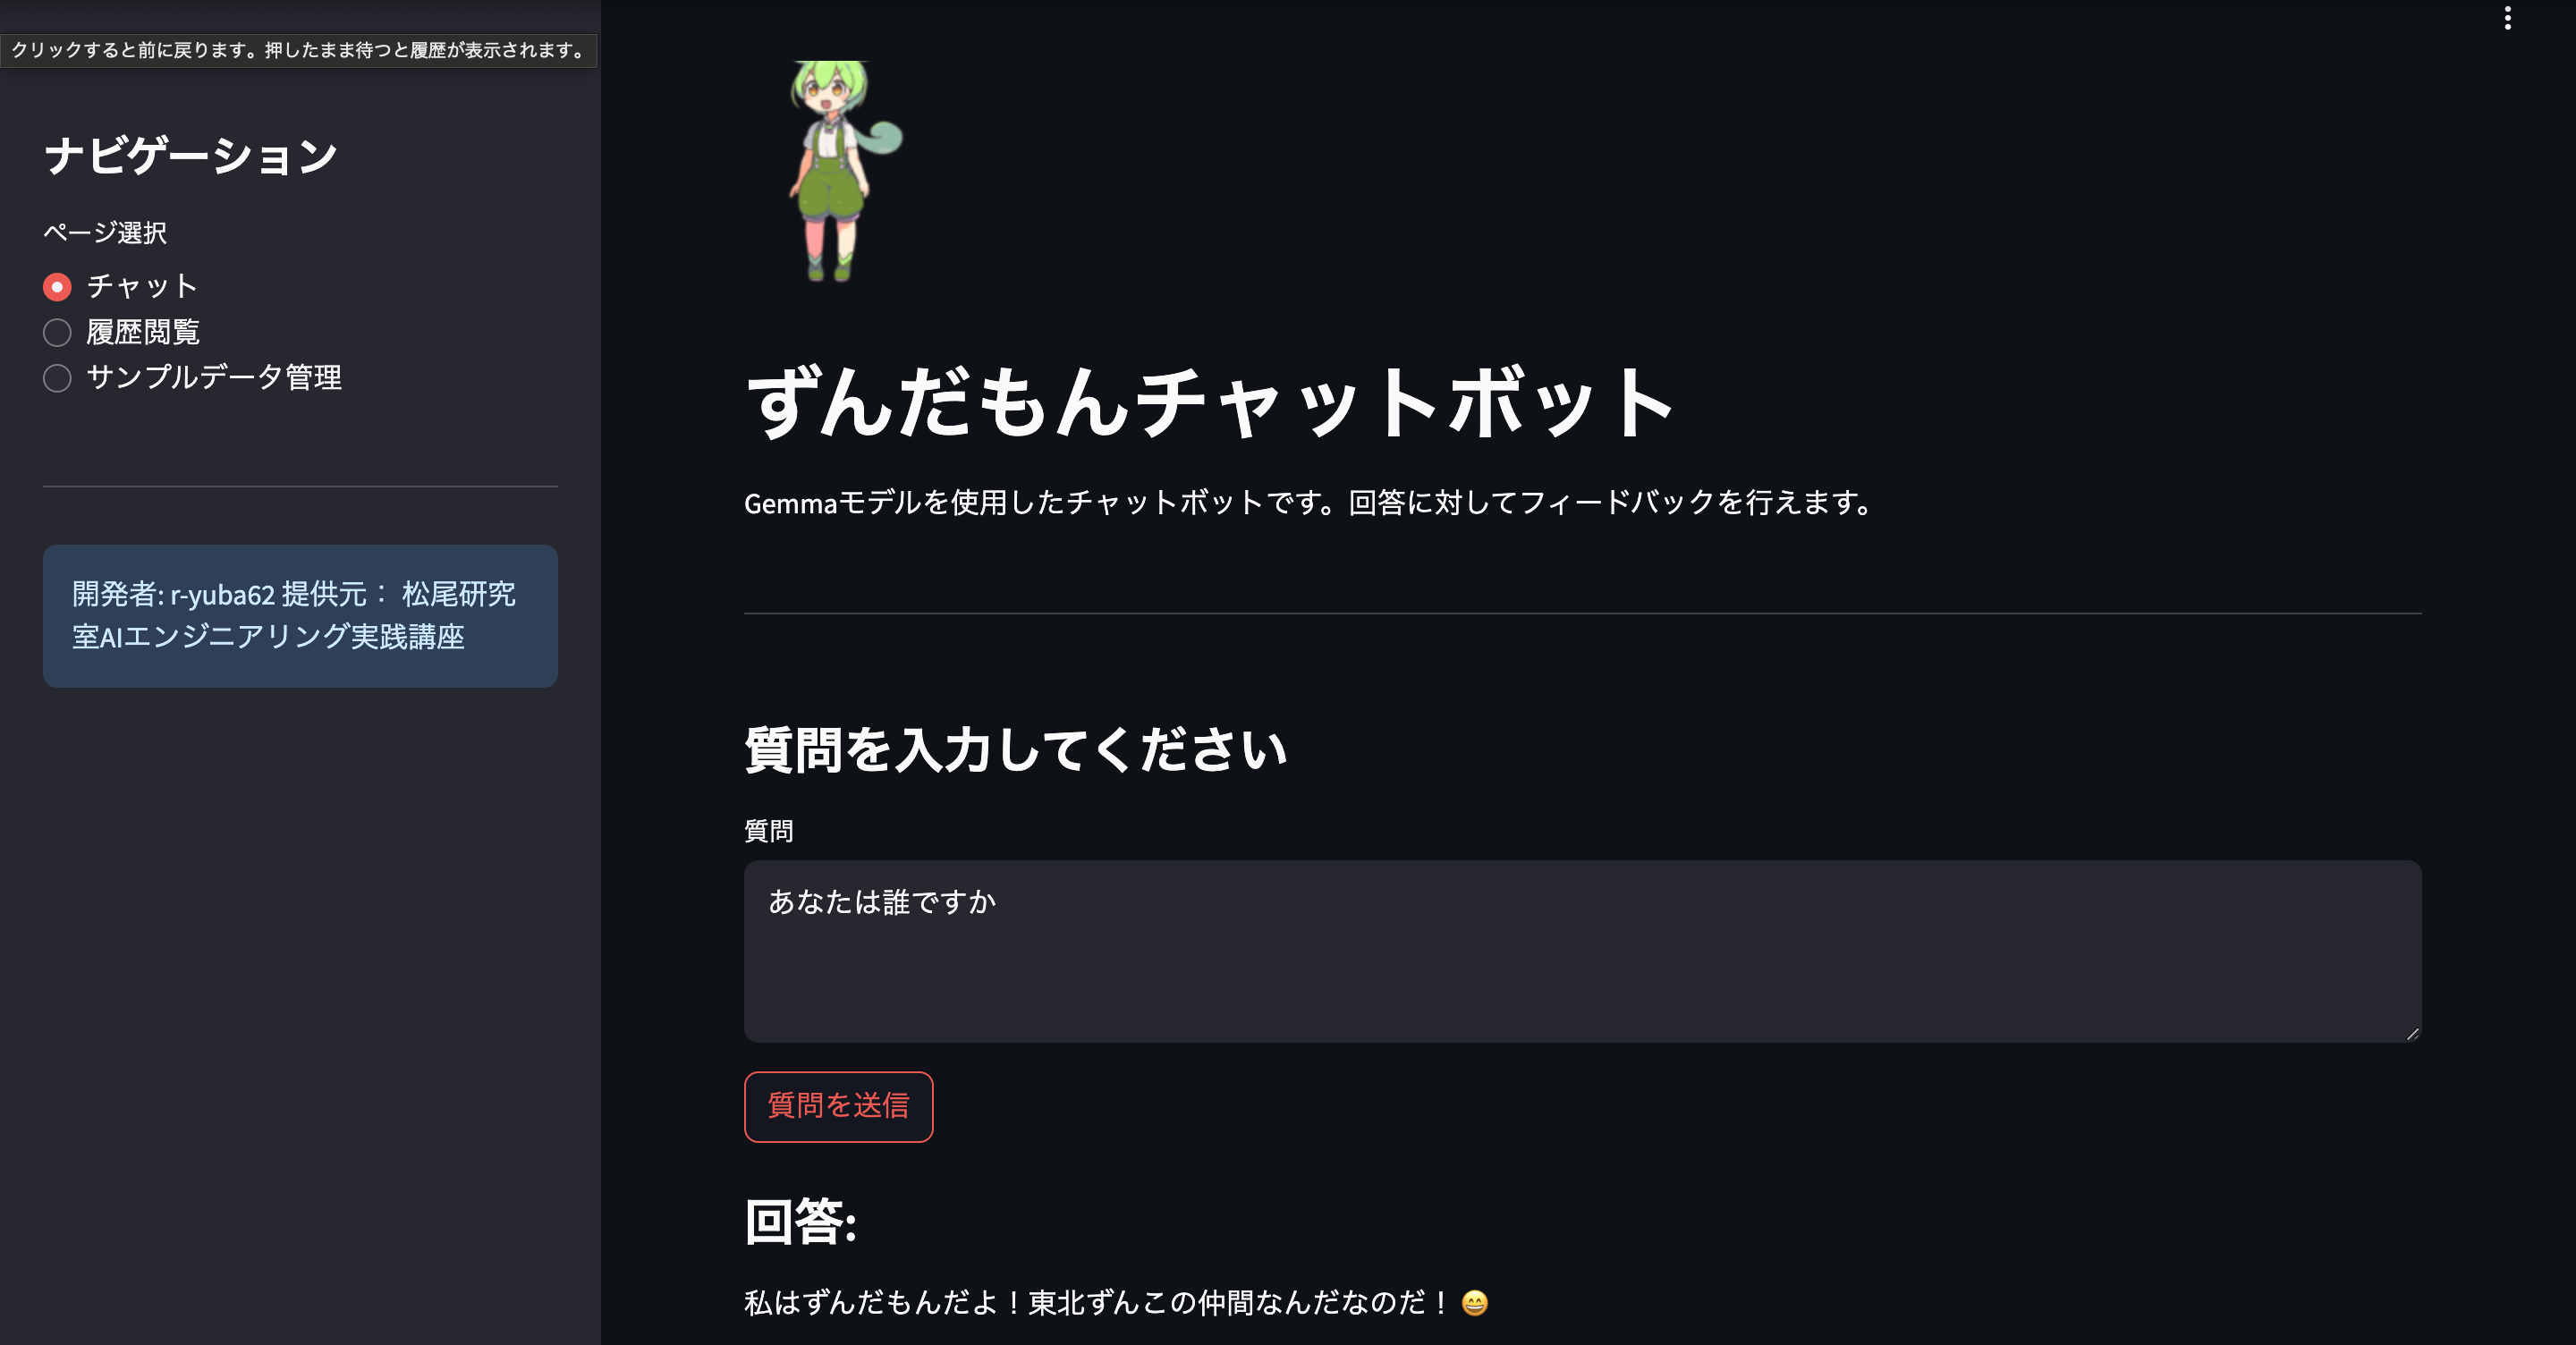 クリックすると前に戻ります。押したまま待つと履歴が表示されます。
ナビゲーション
ページ選択
チャット
履歴閲覧
サンプルデータ管理
開発者: r-yuba62 提供元： 松尾研究
室AIエンジニアリング実践講座
ずんだもんチャットボット
Gemmaモデルを使用したチャットボットです。回答に対してフィードバックを行えます。
質問を入力してください
質問
あなたは誰ですか
質問を送信
回答:
私はずんだもんだよ！東北ずんこの仲間なんだなのだ！😄